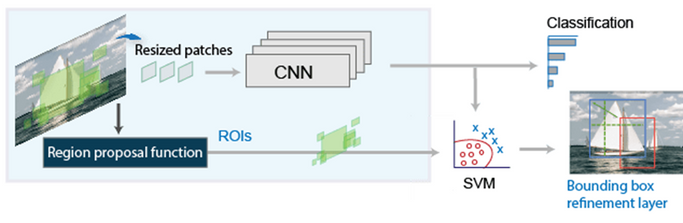 Classification
Resized patches
CNN
ROIs
Region proposal function
SVM
Bounding box
refinement layer